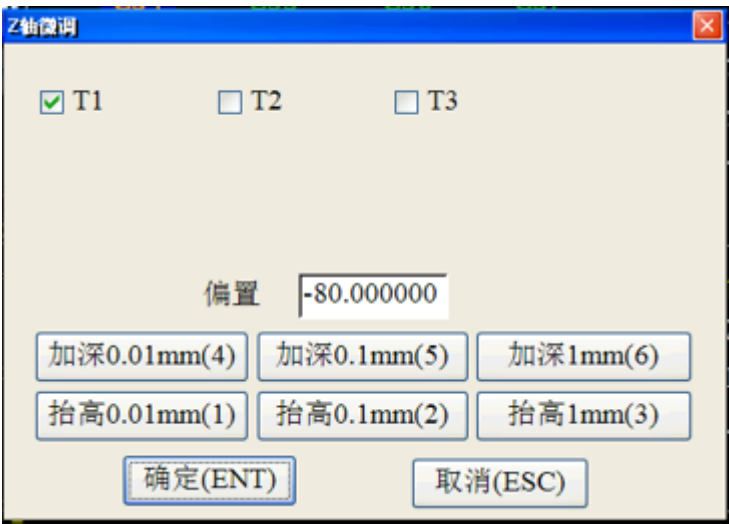 Z轴微调
T1 T2 T3
偏置 -80.000000
加深0.01mm(4) 加深0.1mm(5) 加深1mm(6)
抬高0.01mm(1) 抬高0.1mm(2) 抬高1mm(3)
确定(ENT) 取消(ESC)